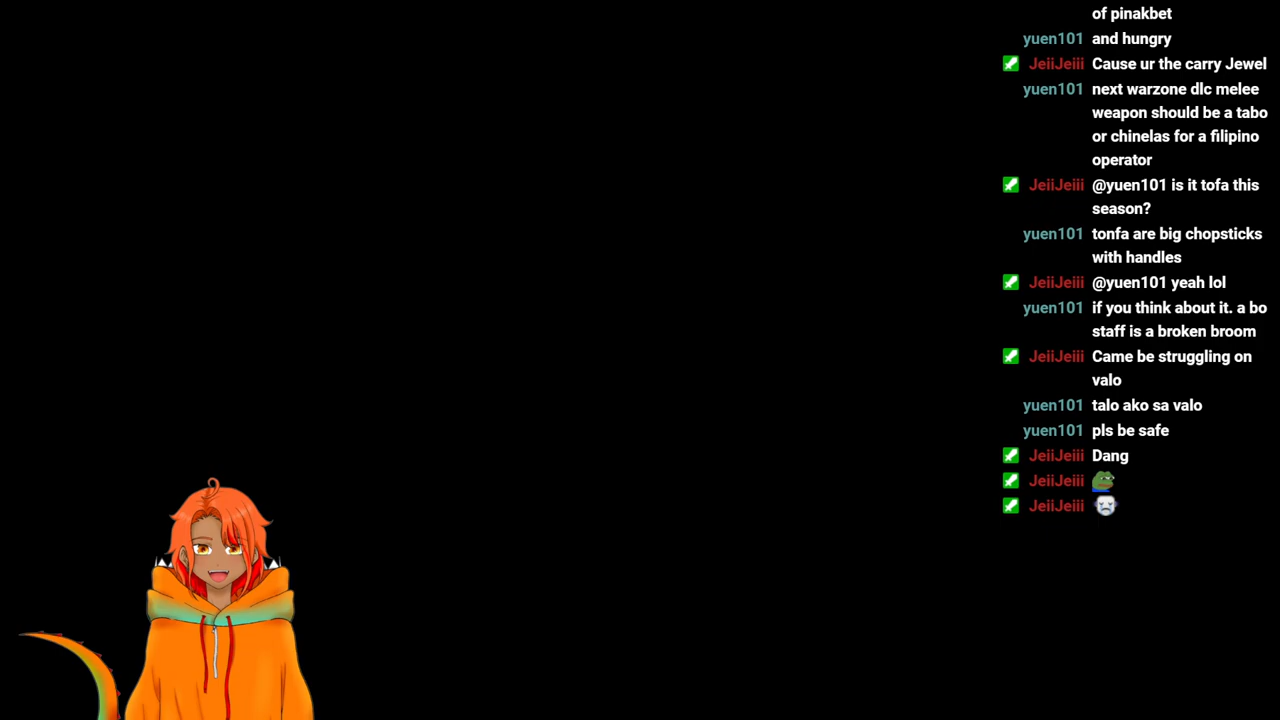 of pinakbet
yuen101 and hungry
JeiiJeiii Cause ur the carry Jewel
yuen101 next warzone dlc melee
weapon should be a tabo
or chinelas for a filipino
operator
JeiiJeiii @yuen101 is it tofa this
season?
yuen101 tonfa are big chopsticks
with handles
JeiiJeiii @yuen101 yeah lol
yuen101 if you think about it. a bo
staff is a broken broom
JeiiJeiii Came be struggling on
valo
yuen101 talo ako sa valo
yuen101 pls be safe
JeiiJeiii Dang
JeiiJeiii
JeiiJeiii